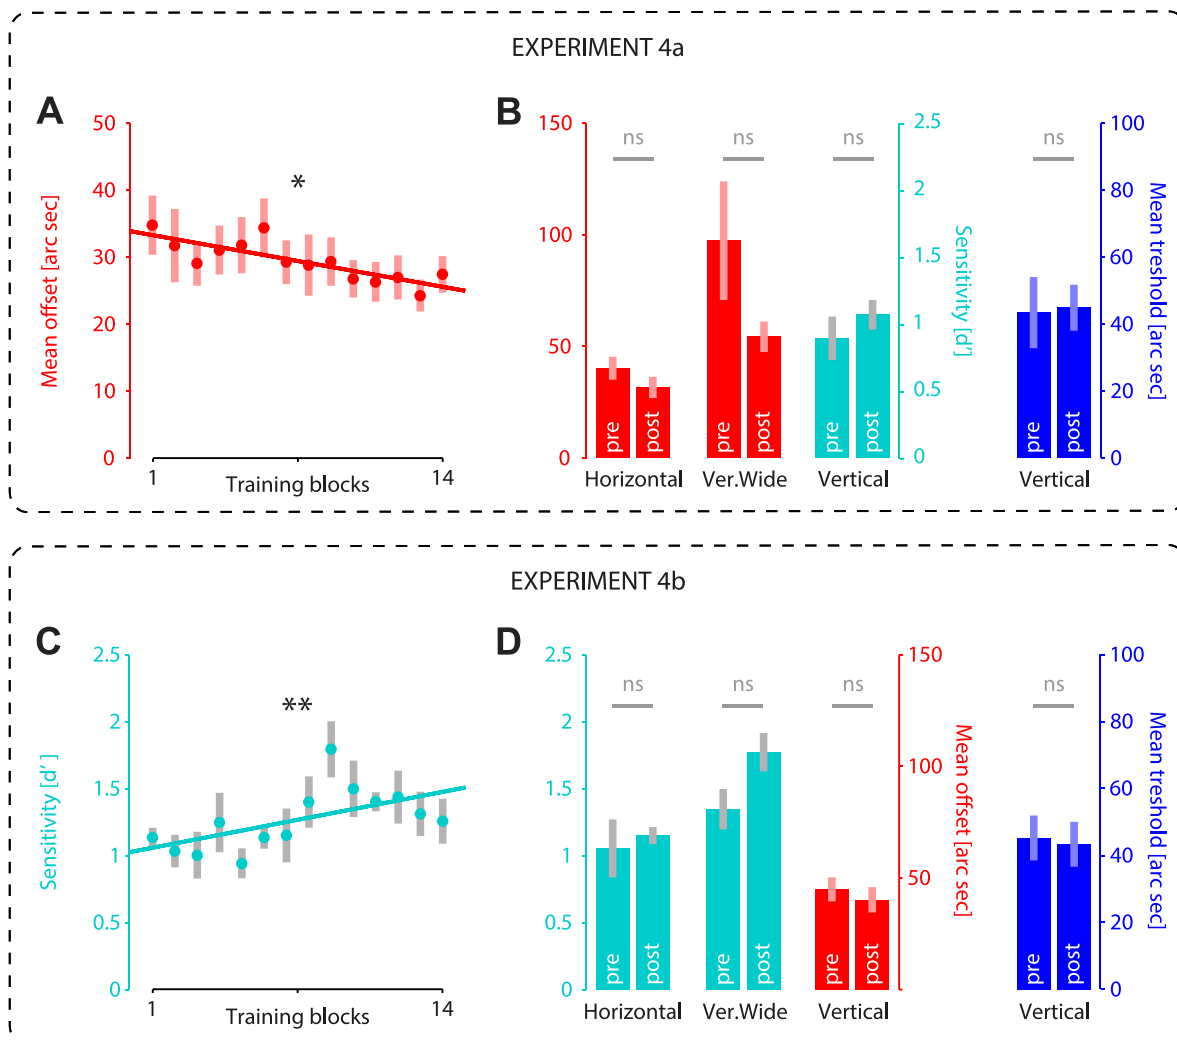 EXPERIMENT 4a
A
50
40
30
20
10
0
Mean offset [arc sec]
*
1
14
Training blocks
B
150
100
50
0
ns
ns
ns
ns
2.5
2
1.5
1
0.5
0
Sensitivity [d']
100
80
60
40
20
0
Mean treshold [arc sec]
pre
post
pre
post
pre
post
pre
post
Horizontal
Ver.Wide
Vertical
Vertical
EXPERIMENT 4b
C
2.5
2
1.5
1
0.5
0
Sensitivity [d']
**
1
14
Training blocks
D
2.5
2
1.5
1
0.5
0
ns
ns
ns
ns
150
100
50
0
Mean offset [arc sec]
100
80
60
40
20
0
Mean treshold [arc sec]
pre
post
pre
post
pre
post
pre
post
Horizontal
Ver.Wide
Vertical
Vertical